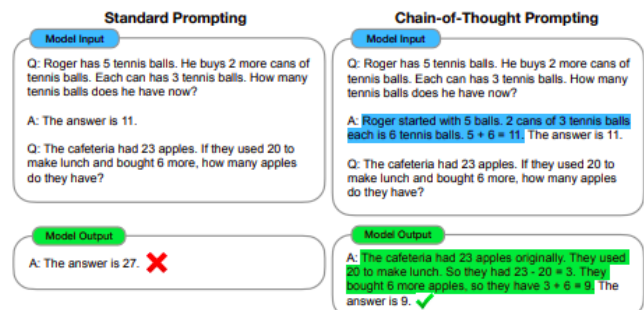 Standard Prompting
Model Input
Q: Roger has 5 tennis balls. He buys 2 more cans of
tennis balls. Each can has 3 tennis balls. How many
tennis balls does he have now?
A: The answer is 11.
Q: The cafeteria had 23 apples. If they used 20 to
make lunch and bought 6 more, how many apples
do they have?
Model Output
A: The answer is 27.
Chain-of-Thought Prompting
Model Input
Q: Roger has 5 tennis balls. He buys 2 more cans of
tennis balls. Each can has 3 tennis balls. How many
tennis balls does he have now?
A: Roger started with 5 balls. 2 cans of 3 tennis balls
each is 6 tennis balls. 5 + 6 = 11. The answer is 11.
Q: The cafeteria had 23 apples. If they used 20 to
make lunch and bought 6 more, how many apples
do they have?
Model Output
A: The cafeteria had 23 apples originally. They used
20 to make lunch. So they had 23 - 20 = 3. They
bought 6 more apples, so they have 3 + 6 = 9. The
answer is 9.